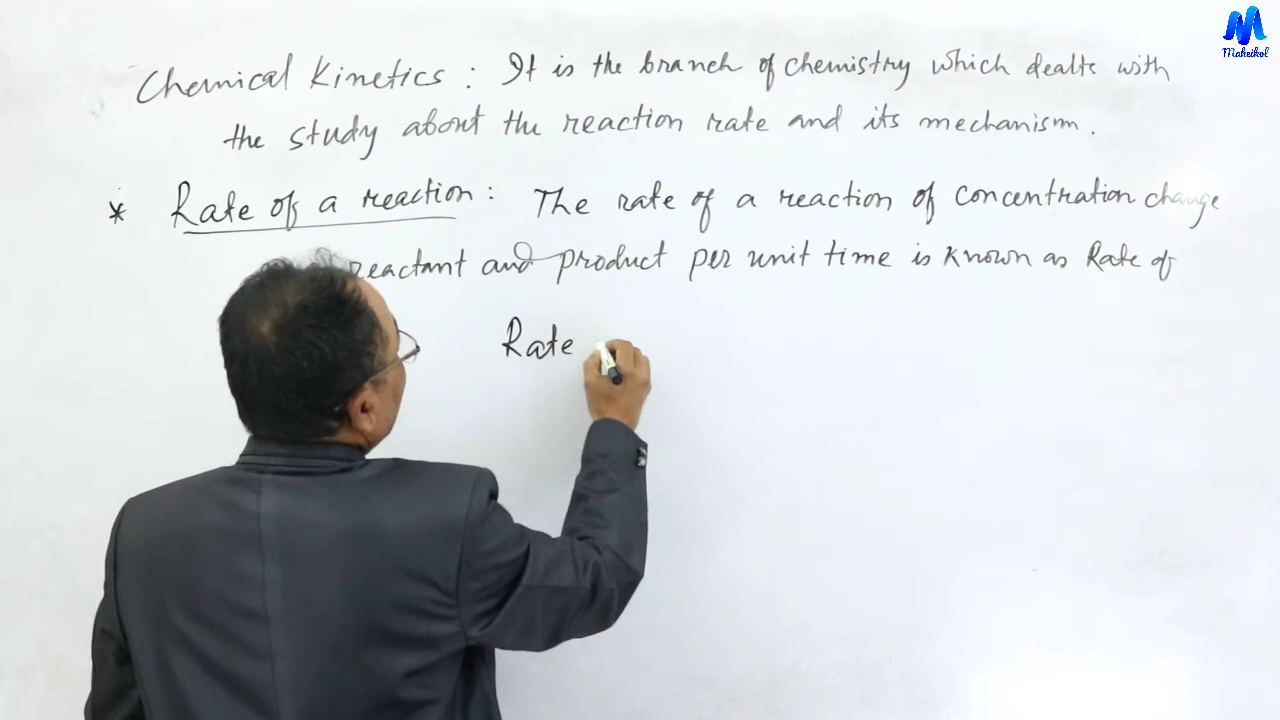 Makeikol
Chemical Kinetics : It is the branch of chemistry which dealts with
the study about the reaction rate and its mechanism.
* Rate of a reaction : The rate of a reaction of concentration change
reactant and product per unit time is known as Rate of
Rate